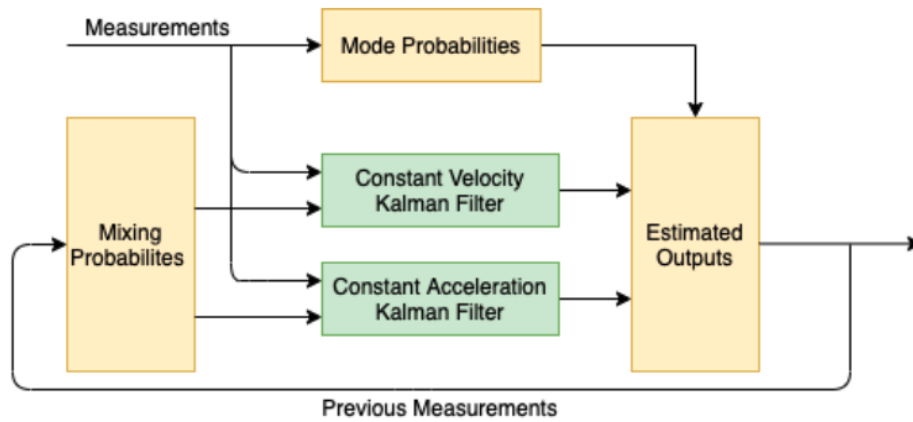 Measurements
Mode Probabilities
Constant Velocity
Kalman Filter
Mixing
Probabilites
Estimated
Outputs
Constant Acceleration
Kalman Filter
Previous Measurements